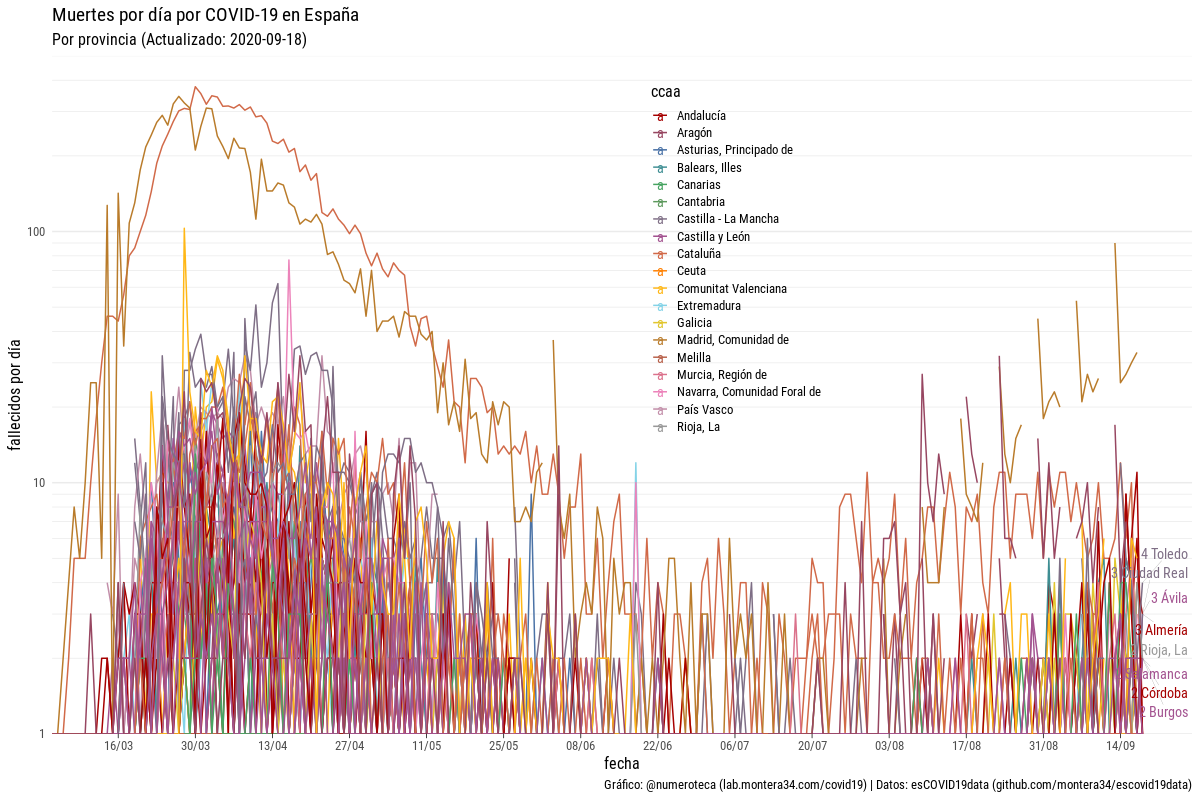 Muertes por día por COVID-19 en España
Por provincia (Actualizado: 2020-09-18)
ccaa
Andalucía
Aragón
Asturias, Principado de
Balears, Illes
Canarias
Cantabria
Castilla - La Mancha
Castilla y León
Cataluña
Ceuta
Comunitat Valenciana
Extremadura
Galicia
Madrid, Comunidad de
Melilla
Murcia, Región de
Navarra, Comunidad Foral de
País Vasco
Rioja, La
fallecidos por día
100
10
1
4 Toledo
3 Ciudad Real
3 Ávila
3 Almería
Rioja, La
Salamanca
2 Córdoba
2 Burgos
16/03 30/03 13/04 27/04 11/05 25/05 08/06 22/06 06/07 20/07 03/08 17/08 31/08 14/09
fecha
Gráfico: @numeroteca (lab.montera34.com/covid19) | Datos: esCOVID19data (github.com/montera34/escovid19data)